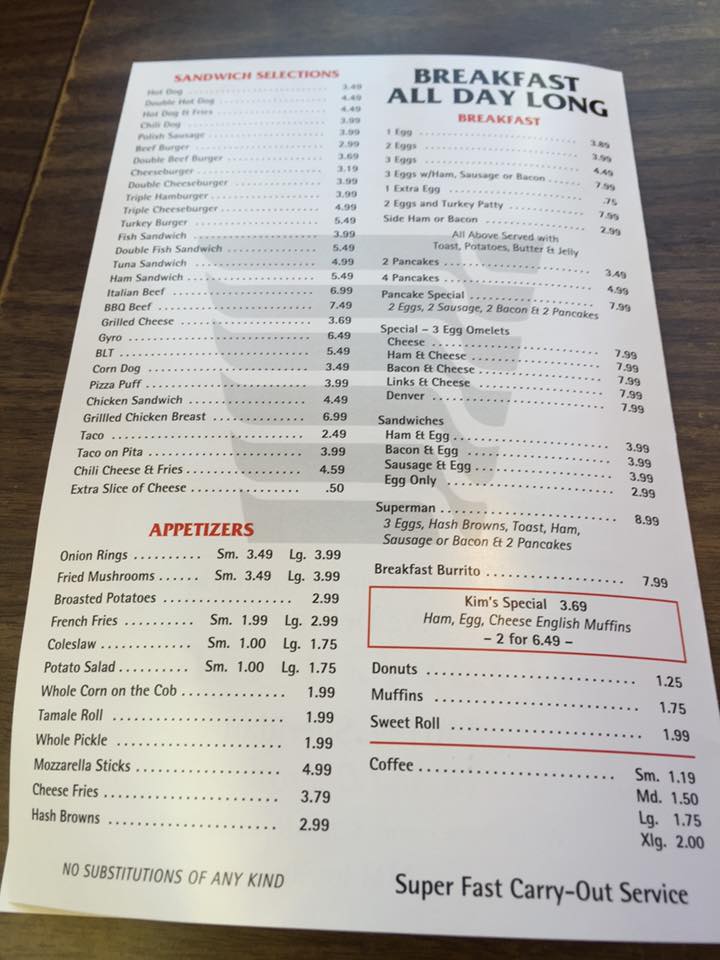 SANDWICH SELECTIONS
Hot Dog ........ 3.49
Double Hot Dog ........ 4.49
Hot Dog & Fries ........ 4.49
Chili Dog ........ 3.99
Polish Sausage ........ 3.99
Beef Burger ........ 2.99
Double Beef Burger ........ 3.69
Cheeseburger ........ 3.19
Double Cheeseburger ........ 3.99
Triple Hamburger ........ 3.99
Triple Cheeseburger ........ 4.99
Turkey Burger ........ 5.49
Fish Sandwich ........ 3.99
Double Fish Sandwich ........ 5.49
Tuna Sandwich ........ 4.99
Ham Sandwich ........ 5.49
Italian Beef ........ 6.99
BBQ Beef ........ 7.49
Grilled Cheese ........ 3.69
Gyro ........ 6.49
BLT ........ 5.49
Corn Dog ........ 3.49
Pizza Puff ........ 3.99
Chicken Sandwich ........ 4.49
Grillled Chicken Breast ........ 6.99
Taco ........ 2.49
Taco on Pita ........ 3.99
Chili Cheese & Fries ........ 4.59
Extra Slice of Cheese ........ .50
APPETIZERS
Onion Rings ........ Sm. 3.49 Lg. 3.99
Fried Mushrooms ...... Sm. 3.49 Lg. 3.99
Broasted Potatoes ........ 2.99
French Fries ........ Sm. 1.99 Lg. 2.99
Coleslaw ........ Sm. 1.00 Lg. 1.75
Potato Salad ........ Sm. 1.00 Lg. 1.75
Whole Corn on the Cob ........ 1.99
Tamale Roll ........ 1.99
Whole Pickle ........ 1.99
Mozzarella Sticks ........ 4.99
Cheese Fries ........ 3.79
Hash Browns ........ 2.99
NO SUBSTITUTIONS OF ANY KIND
BREAKFAST
ALL DAY LONG
BREAKFAST
1 Egg ........ 3.89
2 Eggs ........ 3.99
3 Eggs ........ 4.49
3 Eggs w/Ham, Sausage or Bacon ........ 7.99
1 Extra Egg ........ .75
2 Eggs and Turkey Patty ........ 7.99
Side Ham or Bacon ........ 2.99
All Above Served with
Toast, Potatoes, Butter & Jelly
2 Pancakes ........ 3.49
4 Pancakes ........ 4.99
Pancake Special ........ 7.99
2 Eggs, 2 Sausage, 2 Bacon & 2 Pancakes
Special – 3 Egg Omelets
Cheese ........ 7.99
Ham & Cheese ........ 7.99
Bacon & Cheese ........ 7.99
Links & Cheese ........ 7.99
Denver ........ 7.99
Sandwiches
Ham & Egg ........ 3.99
Bacon & Egg ........ 3.99
Sausage & Egg ........ 3.99
Egg Only ........ 2.99
Superman ........ 8.99
3 Eggs, Hash Browns, Toast, Ham,
Sausage or Bacon & 2 Pancakes
Breakfast Burrito ........ 7.99
Kim's Special 3.69
Ham, Egg, Cheese English Muffins
– 2 for 6.49 –
Donuts ........ 1.25
Muffins ........ 1.75
Sweet Roll ........ 1.99
Coffee ........ Sm. 1.19
Md. 1.50
Lg. 1.75
Xlg. 2.00
Super Fast Carry-Out Service